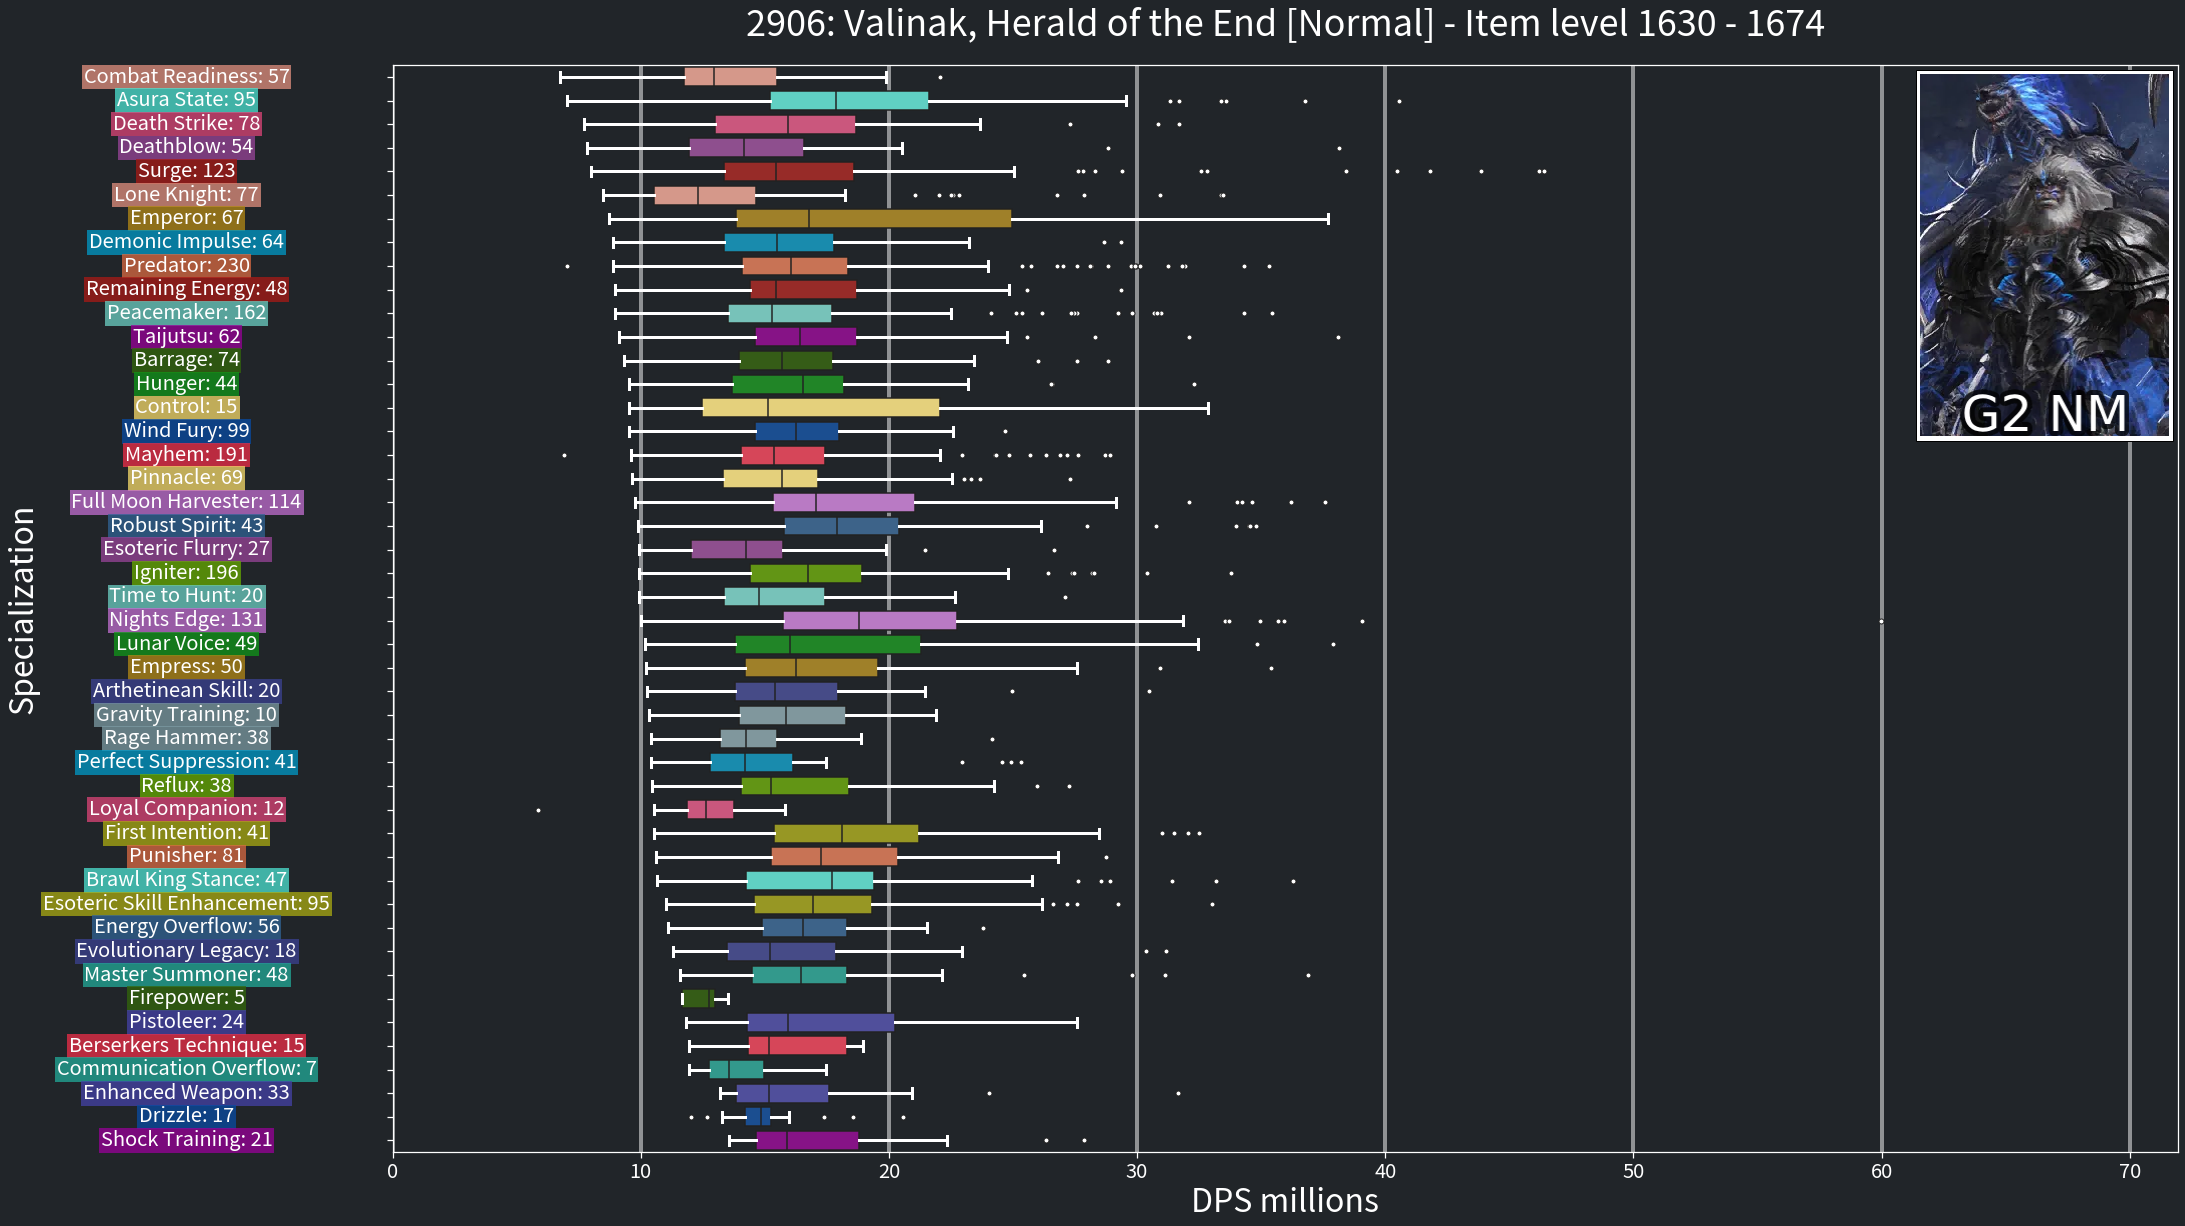 2906: Valinak, Herald of the End [Normal] - Item level 1630 - 1674
Combat Readiness: 57
Asura State: 95
Death Strike: 78
Deathblow: 54
Surge: 123
Lone Knight: 77
Emperor: 67
Demonic Impulse: 64
Predator: 230
Remaining Energy: 48
Peacemaker: 162
Taijutsu: 62
Barrage: 74
Hunger: 44
Control: 15
Wind Fury: 99
Mayhem: 191
Pinnacle: 69
Full Moon Harvester: 114
Robust Spirit: 43
Esoteric Flurry: 27
Igniter: 196
Time to Hunt: 20
Nights Edge: 131
Lunar Voice: 49
Empress: 50
Arthetinean Skill: 20
Gravity Training: 10
Rage Hammer: 38
Perfect Suppression: 41
Reflux: 38
Loyal Companion: 12
First Intention: 41
Punisher: 81
Brawl King Stance: 47
Esoteric Skill Enhancement: 95
Energy Overflow: 56
Evolutionary Legacy: 18
Master Summoner: 48
Firepower: 5
Pistoleer: 24
Berserkers Technique: 15
Communication Overflow: 7
Enhanced Weapon: 33
Drizzle: 17
Shock Training: 21
Specialization
G2 NM
0 10 20 30 40 50 60 70
DPS millions